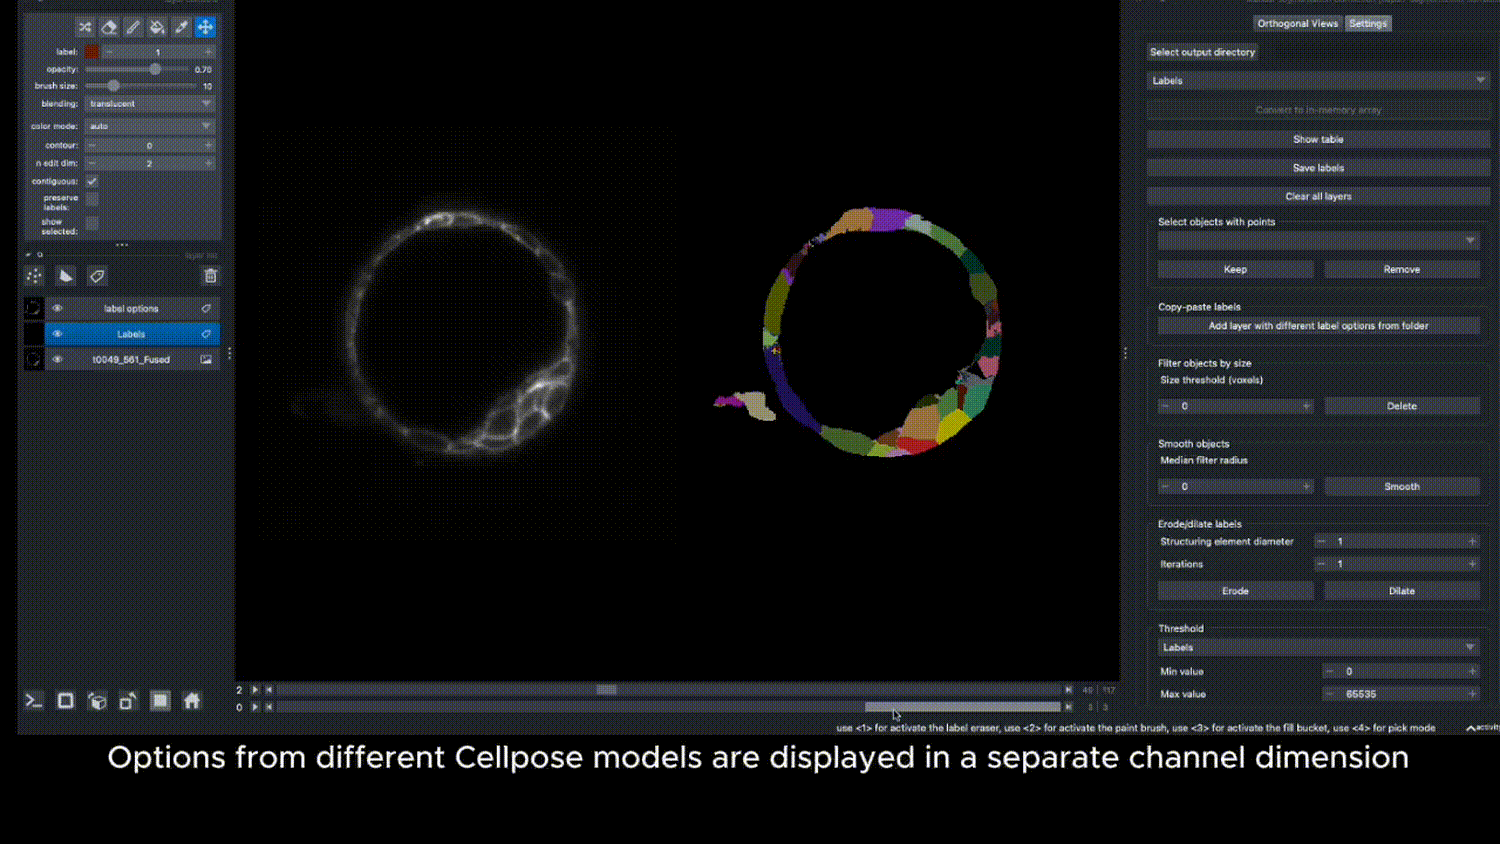 label: 1
opacity: 0.70
brush size: 10
blending: translucent
color mode: auto
contour: 0
n edit dim: 2
contiguous:
preserve
labels:
show
selected:
label options
Labels
t0049_561_Fused
Orthogonal Views Settings
Select output directory
Labels
Convert to in-memory array
Show table
Save labels
Clear all layers
Select objects with points
Keep Remove
Copy-paste labels
Add layer with different label options from folder
Filter objects by size
Size threshold (voxels)
0 Delete
Smooth objects
Median filter radius
0 Smooth
Erode/dilate labels
Structuring element diameter 1
Iterations 1
Erode Dilate
Threshold
Labels
Min value 0
Max value 65535
2 49 117
0 3 3
use <1> for activate the label eraser, use <2> for activate the paint brush, use <3> for activate the fill bucket, use <4> for pick mode
activity
Options from different Cellpose models are displayed in a separate channel dimension